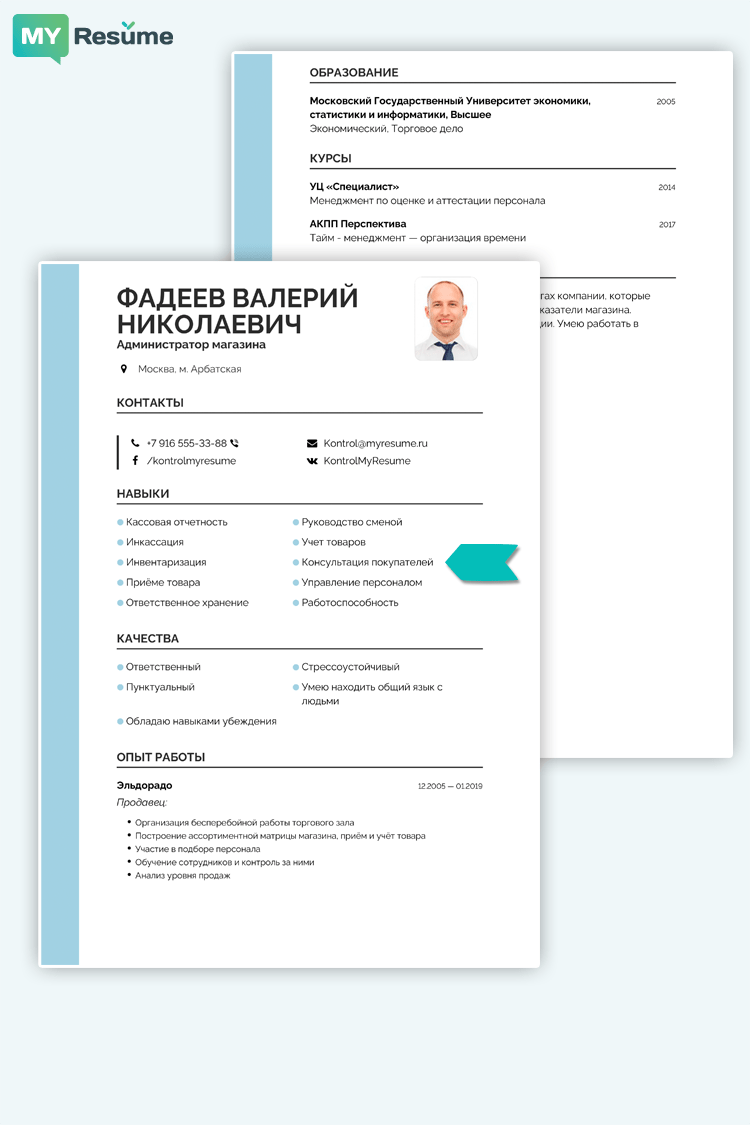 MY Resume
ОБРАЗОВАНИЕ
Московский Государственный Университет экономики,
статистики и информатики, Высшее
2005
Экономический, Торговое дело
КУРСЫ
УЦ «Специалист»
2014
Менеджмент по оценке и аттестации персонала
АКПП Перспектива
2017
Тайм - менеджмент — организация времени
компании, которые
магазина.
Умею работать в
ФАДЕЕВ ВАЛЕРИЙ
НИКОЛАЕВИЧ
Администратор магазина
Москва, м. Арбатская
КОНТАКТЫ
+7 916 555-33-88
Kontrol@myresume.ru
/kontrolmyresume
KontrolMyResume
НАВЫКИ
Кассовая отчетность
Руководство сменой
Инкассация
Учет товаров
Инвентаризация
Консультация покупателей
Приёме товара
Управление персоналом
Ответственное хранение
Работоспособность
КАЧЕСТВА
Ответственный
Стрессоустойчивый
Пунктуальный
Умею находить общий язык с
людьми
Обладаю навыками убеждения
ОПЫТ РАБОТЫ
Эльдорадо
12.2005 — 01.2019
Продавец:
Организация бесперебойной работы торгового зала
Построение ассортиментной матрицы магазина, приём и учёт товара
Участие в подборе персонала
Обучение сотрудников и контроль за ними
Анализ уровня продаж